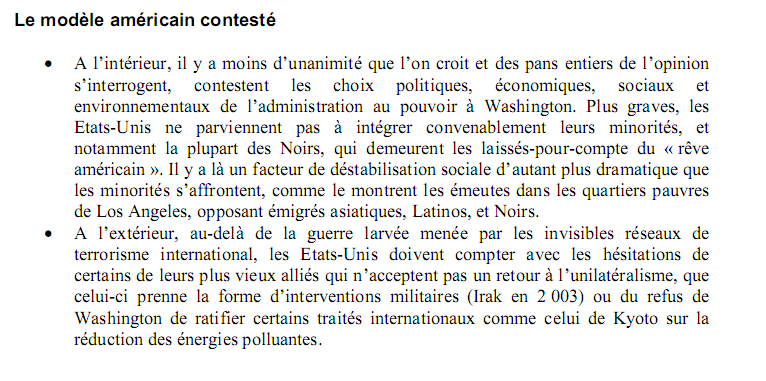 Le modèle américain contesté
• A l’intérieur, il y a moins d’unanimité que l’on croit et des pans entiers de l’opinion
s’interrogent, contestent les choix politiques, économiques, sociaux et
environnementaux de l’administration au pouvoir à Washington. Plus graves, les
Etats-Unis ne parviennent pas à intégrer convenablement leurs minorités, et
notamment la plupart des Noirs, qui demeurent les laissés-pour-compte du « rêve
américain ». Il y a là un facteur de déstabilisation sociale d’autant plus dramatique que
les minorités s’affrontent, comme le montrent les émeutes dans les quartiers pauvres
de Los Angeles, opposant émigrés asiatiques, Latinos, et Noirs.
• A l’extérieur, au-delà de la guerre larvée menée par les invisibles réseaux de
terrorisme international, les Etats-Unis doivent compter avec les hésitations de
certains de leurs plus vieux alliés qui n’acceptent pas un retour à l’unilatéralisme, que
celui-ci prenne la forme d’interventions militaires (Irak en 2 003) ou du refus de
Washington de ratifier certains traités internationaux comme celui de Kyoto sur la
réduction des énergies polluantes.